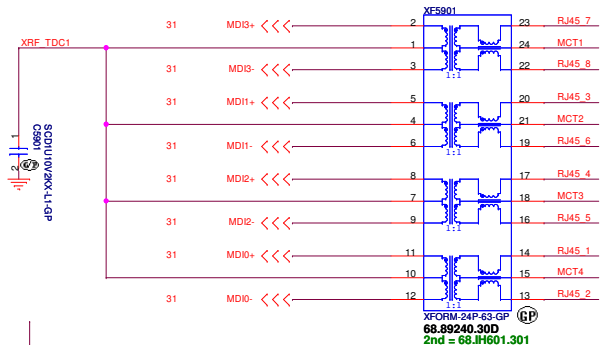 XF5901
31 MDI3+ 2 23 RJ45_7
XRF_TDC1 1 24 MCT1
31 MDI3- 3 22 RJ45_8
1:1
31 MDI1+ 5 20 RJ45_3
4 21 MCT2
31 MDI1- 6 19 RJ45_6
1:1
1
2
C5901
SCD1U10V2KX-L1-GP
GP
31 MDI2+ 8 17 RJ45_4
7 18 MCT3
31 MDI2- 9 16 RJ45_5
1:1
31 MDI0+ 11 14 RJ45_1
10 15 MCT4
31 MDI0- 12 13 RJ45_2
1:1
XFORM-24P-63-GP GP
68.89240.30D
2nd = 68.IH601.301